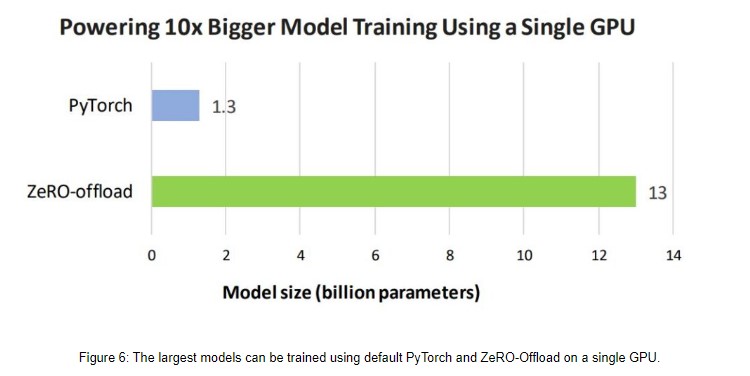 Powering 10x Bigger Model Training Using a Single GPU
PyTorch
1.3
ZeRO-offload
13
0 2 4 6 8 10 12 14
Model size (billion parameters)
Figure 6: The largest models can be trained using default PyTorch and ZeRO-Offload on a single GPU.